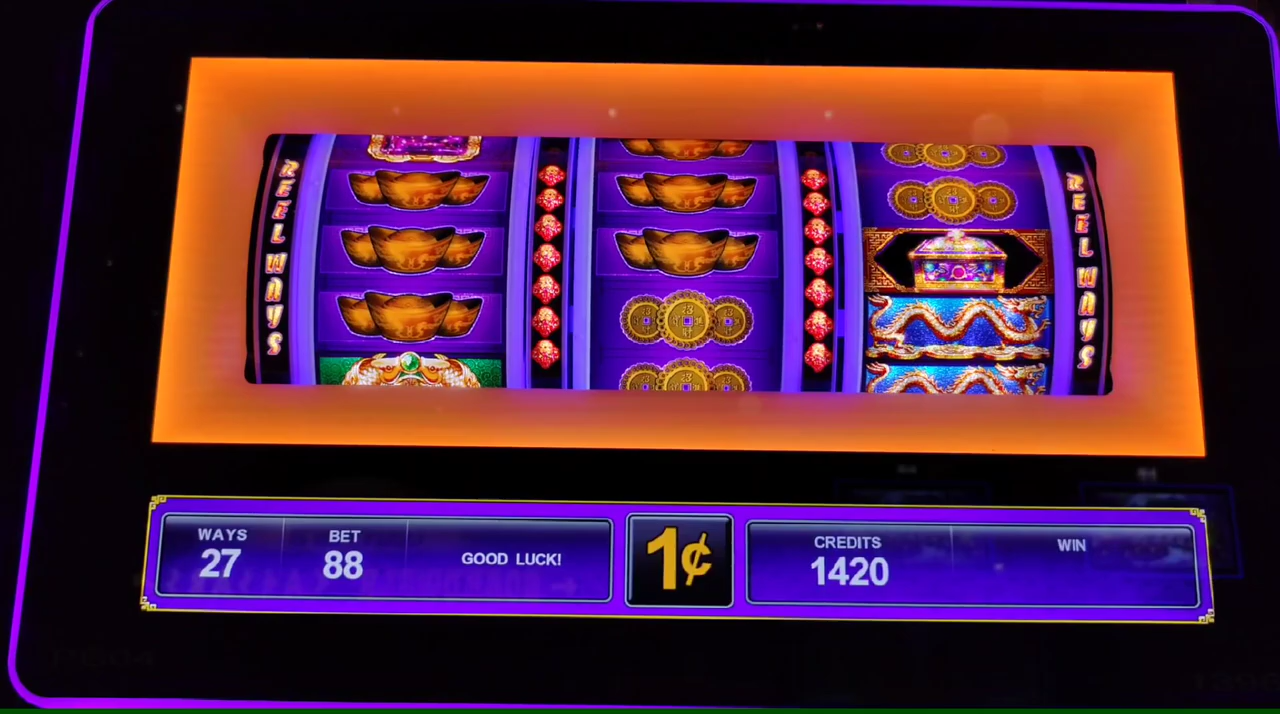 REEL WAYS
REEL WAYS
WAYS
27
BET
88
GOOD LUCK!
1¢
CREDITS
1420
WIN